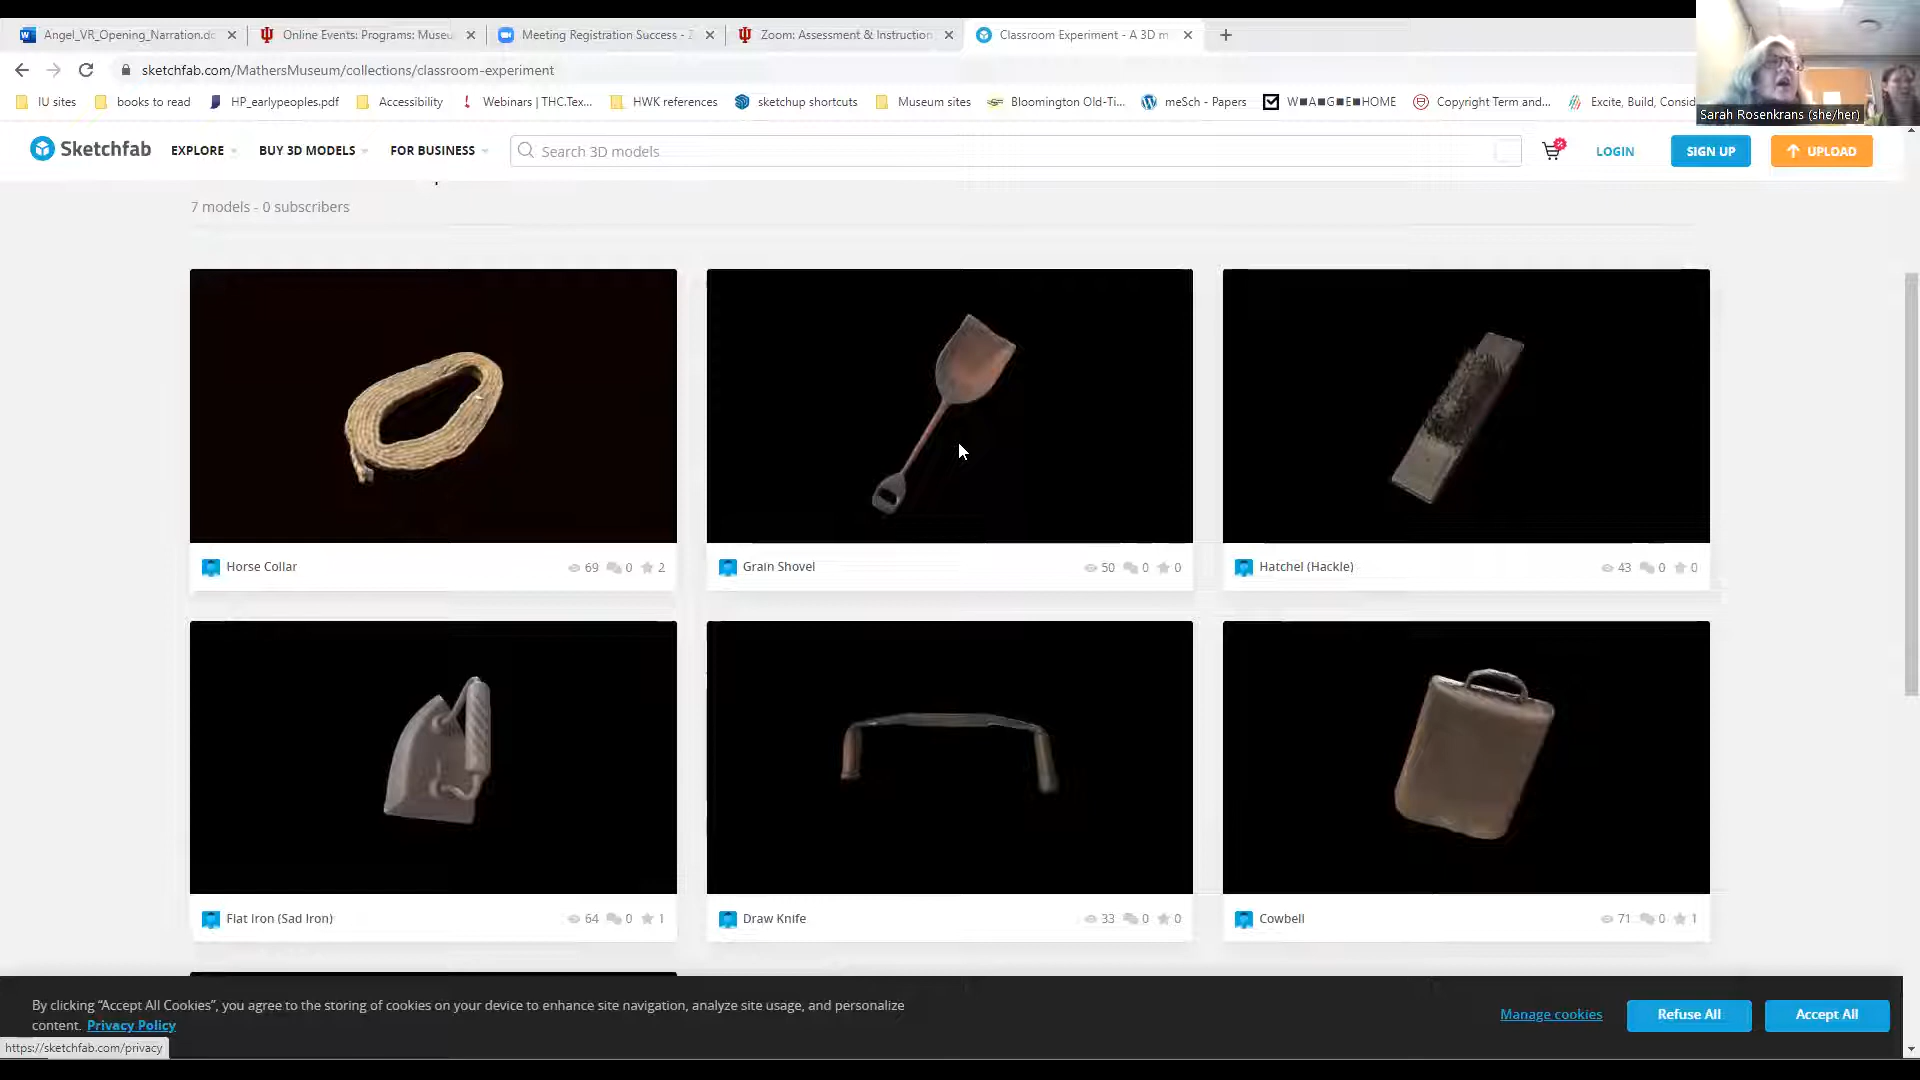 Angel_VR_Opening_Narration.do
Online Events: Programs: Museu
Meeting Registration Success - Z
Zoom: Assessment & Instruction
Classroom Experiment - A 3D m
sketchfab.com/MathersMuseum/collections/classroom-experiment
IU sites
books to read
HP_earlypeoples.pdf
Accessibility
Webinars | THC.Tex...
HWK references
sketchup shortcuts
Museum sites
Bloomington Old-Ti...
meSch - Papers
W■A■G■E■HOME
Copyright Term and...
Excite, Build, Consid
Sarah Rosenkrans (she/her)
Sketchfab
EXPLORE
BUY 3D MODELS
FOR BUSINESS
Search 3D models
LOGIN
SIGN UP
UPLOAD
7 models - 0 subscribers
Horse Collar 69 0 2
Grain Shovel 50 0 0
Hatchel (Hackle) 43 0 0
Flat Iron (Sad Iron) 64 0 1
Draw Knife 33 0 0
Cowbell 71 0 1
By clicking “Accept All Cookies”, you agree to the storing of cookies on your device to enhance site navigation, analyze site usage, and personalize
content. Privacy Policy
Manage cookies
Refuse All
Accept All
https://sketchfab.com/privacy